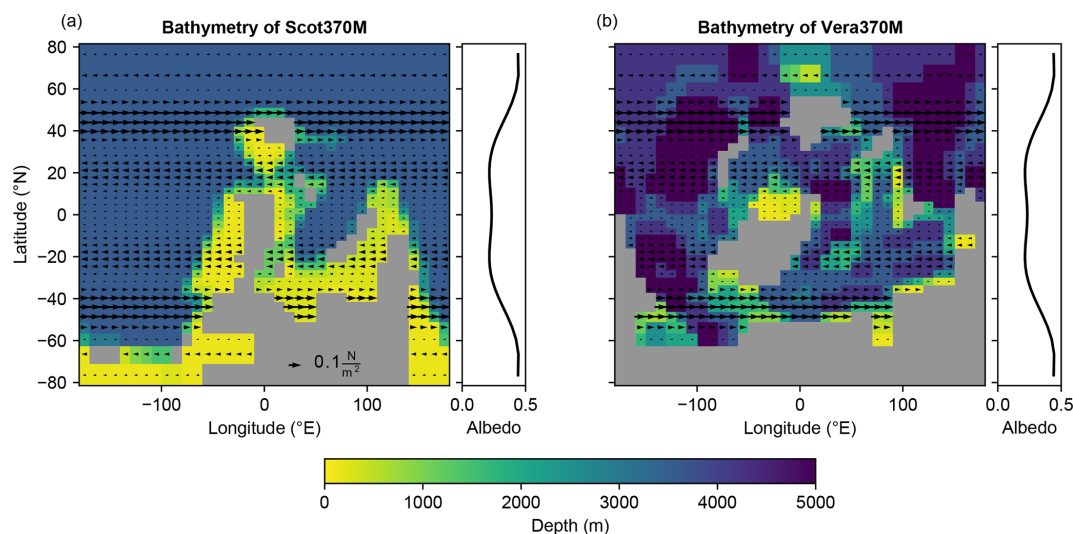 (a) Bathymetry of Scot370M
(b) Bathymetry of Vera370M
80
60
40
20
0
−20
−40
−60
−80
Latitude (°N)
0.1 N/m²
−100 0 100
Longitude (°E)
0.0 0.5
Albedo
−100 0 100
Longitude (°E)
0.0 0.5
Albedo
0 1000 2000 3000 4000 5000
Depth (m)